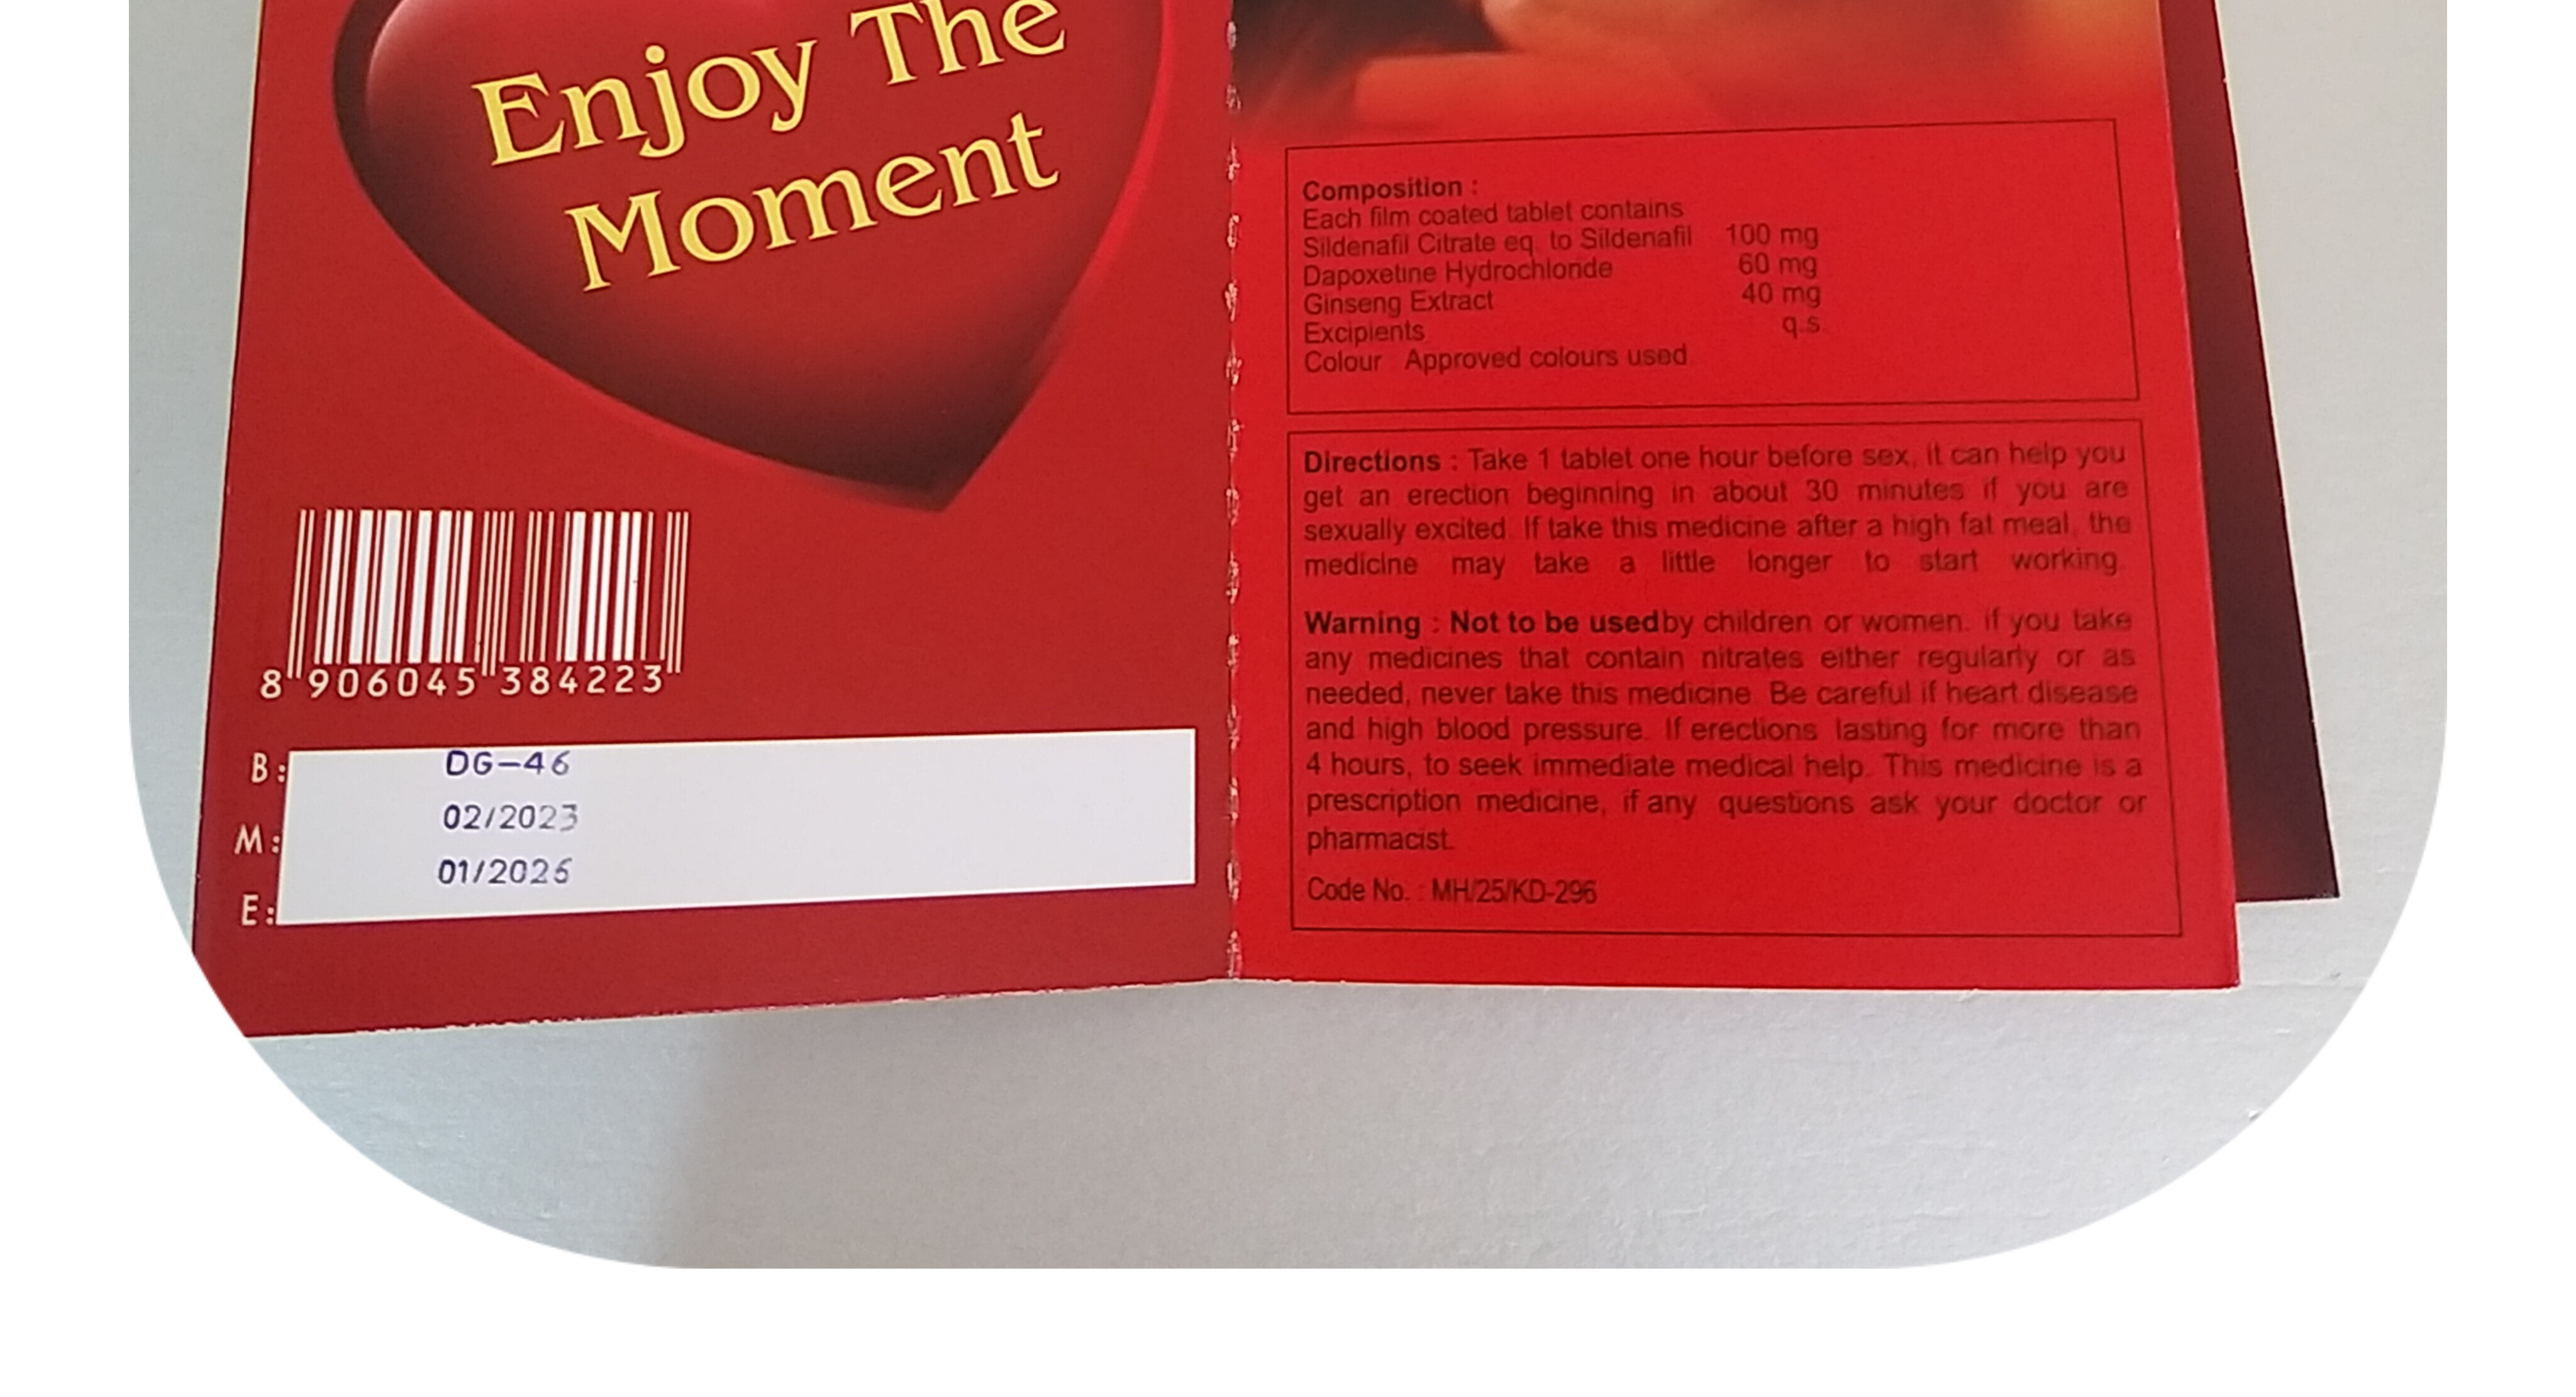 Enjoy The
Moment
8 906045 384223
B: DG-46
M: 02/2023
E: 01/2026
Composition :
Each film coated tablet contains
Sildenafil Citrate eq. to Sildenafil 100 mg
Dapoxetine Hydrochloride 60 mg
Ginseng Extract 40 mg
Excipients q.s.
Colour : Approved colours used.
Directions : Take 1 tablet one hour before sex, it can help you
get an erection beginning in about 30 minutes if you are
sexually excited. If take this medicine after a high fat meal, the
medicine may take a little longer to start working.
Warning : Not to be used by children or women. if you take
any medicines that contain nitrates either regularly or as
needed, never take this medicine. Be careful if heart disease
and high blood pressure. If erections lasting for more than
4 hours, to seek immediate medical help. This medicine is a
prescription medicine, if any questions ask your doctor or
pharmacist.
Code No. : MH/25/KD-296